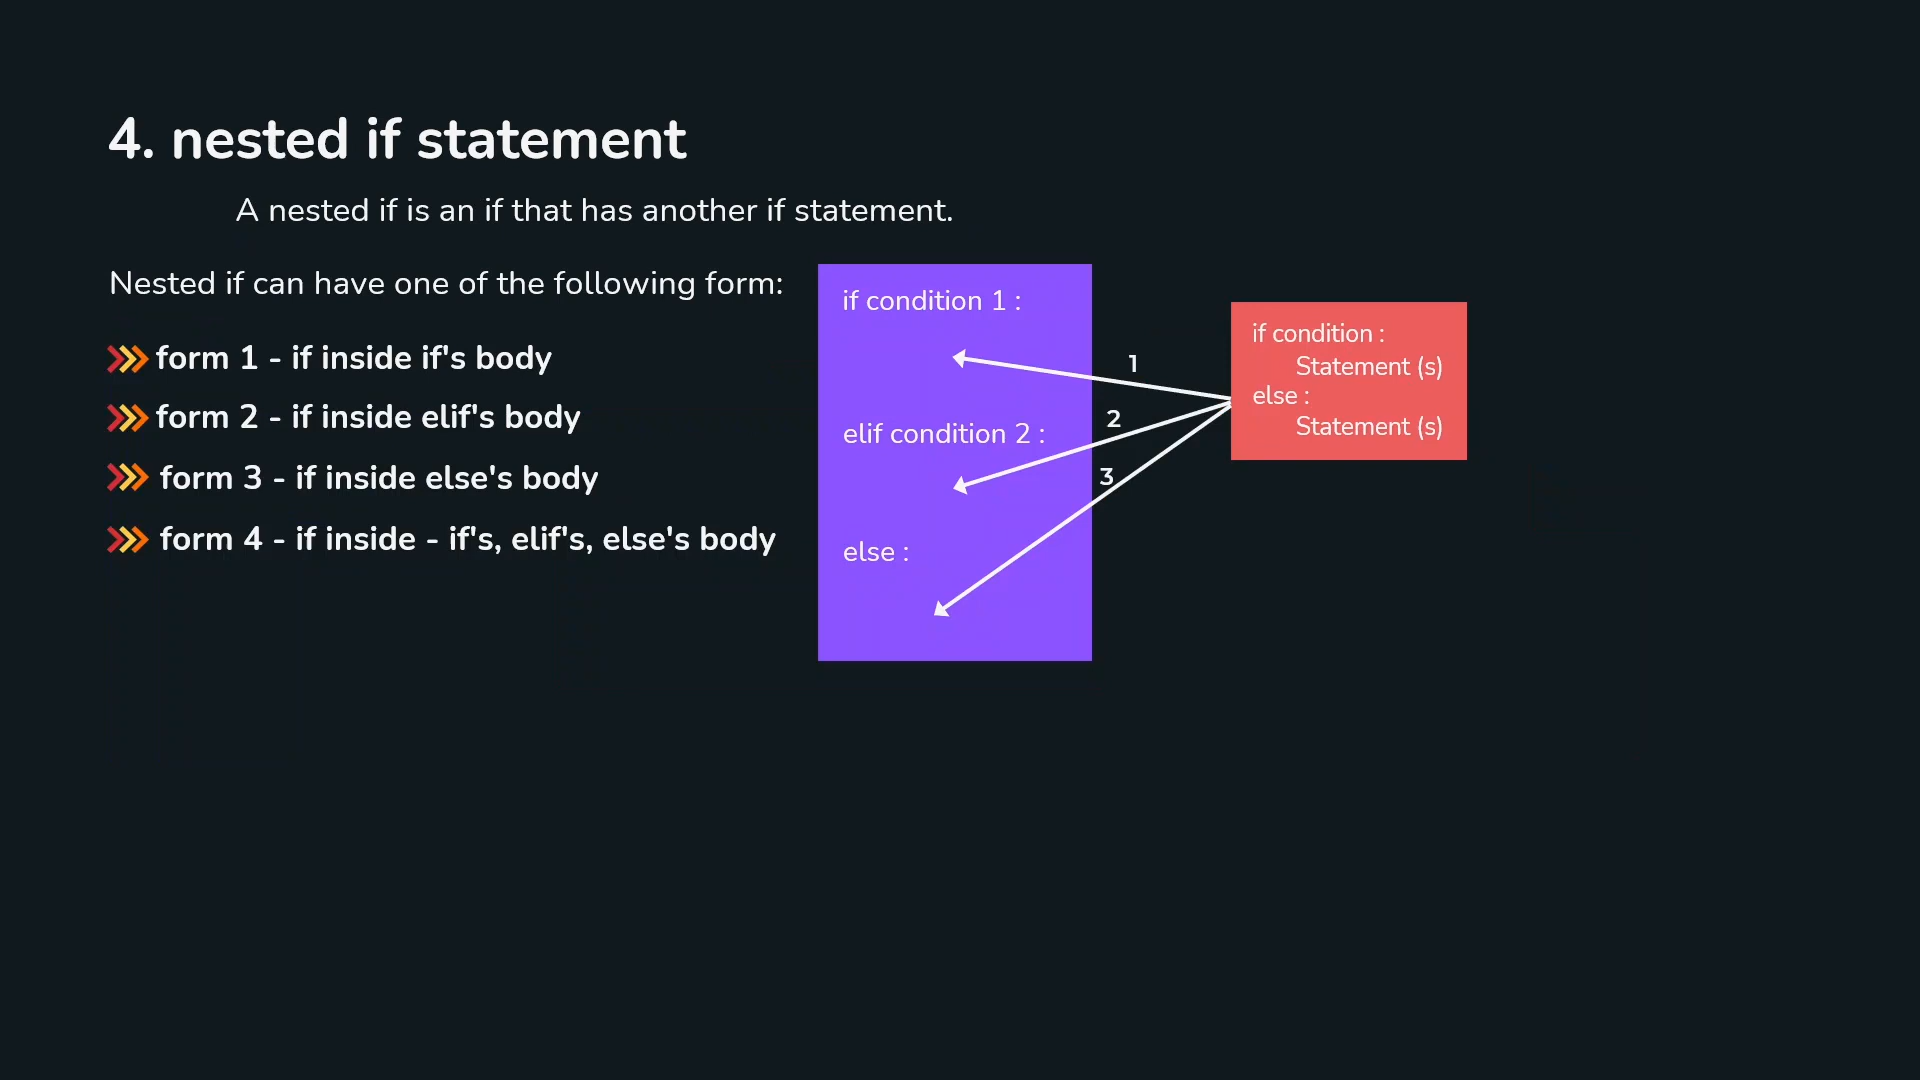 4. nested if statement
A nested if is an if that has another if statement.
Nested if can have one of the following form:
form 1 - if inside if's body
form 2 - if inside elif's body
form 3 - if inside else's body
form 4 - if inside - if's, elif's, else's body
if condition 1 :
elif condition 2 :
else :
1
2
3
if condition :
Statement (s)
else :
Statement (s)